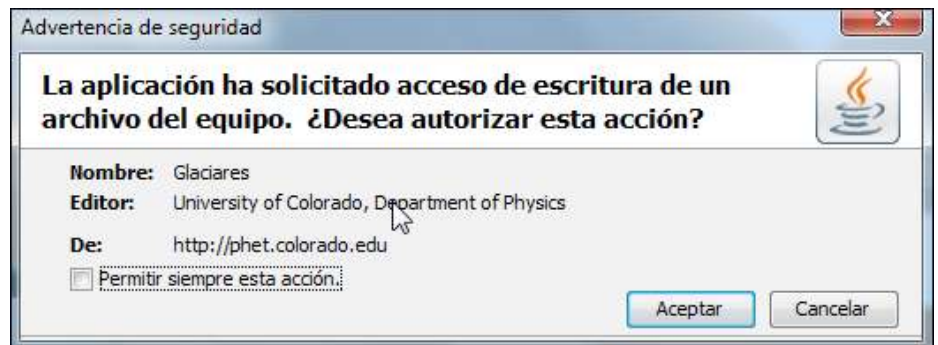 Advertencia de seguridad
La aplicación ha solicitado acceso de escritura de un
archivo del equipo. ¿Desea autorizar esta acción?
Nombre: Glaciares
Editor: University of Colorado, Department of Physics
De: http://phet.colorado.edu
Permitir siempre esta acción.
Aceptar Cancelar